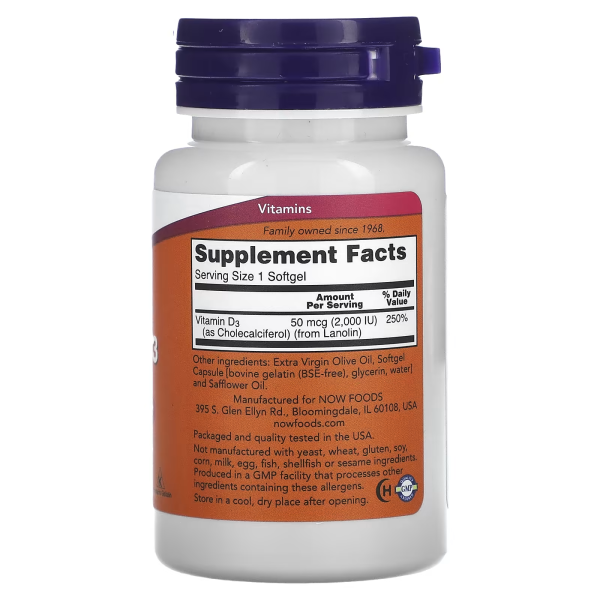 Vitamins
Family owned since 1968.
Supplement Facts
Serving Size 1 Softgel
Amount Per Serving % Daily Value
Vitamin D3 50 mcg (2,000 IU) 250%
(as Cholecalciferol) (from Lanolin)
Other ingredients: Extra Virgin Olive Oil, Softgel
Capsule [bovine gelatin (BSE-free), glycerin, water]
and Safflower Oil.
Manufactured for NOW FOODS
395 S. Glen Ellyn Rd., Bloomingdale, IL 60108, USA
nowfoods.com
Packaged and quality tested in the USA.
Not manufactured with yeast, wheat, gluten, soy,
corn, milk, egg, fish, shellfish or sesame ingredients.
Produced in a GMP facility that processes other
ingredients containing these allergens.
Store in a cool, dry place after opening.
3
H
GMP